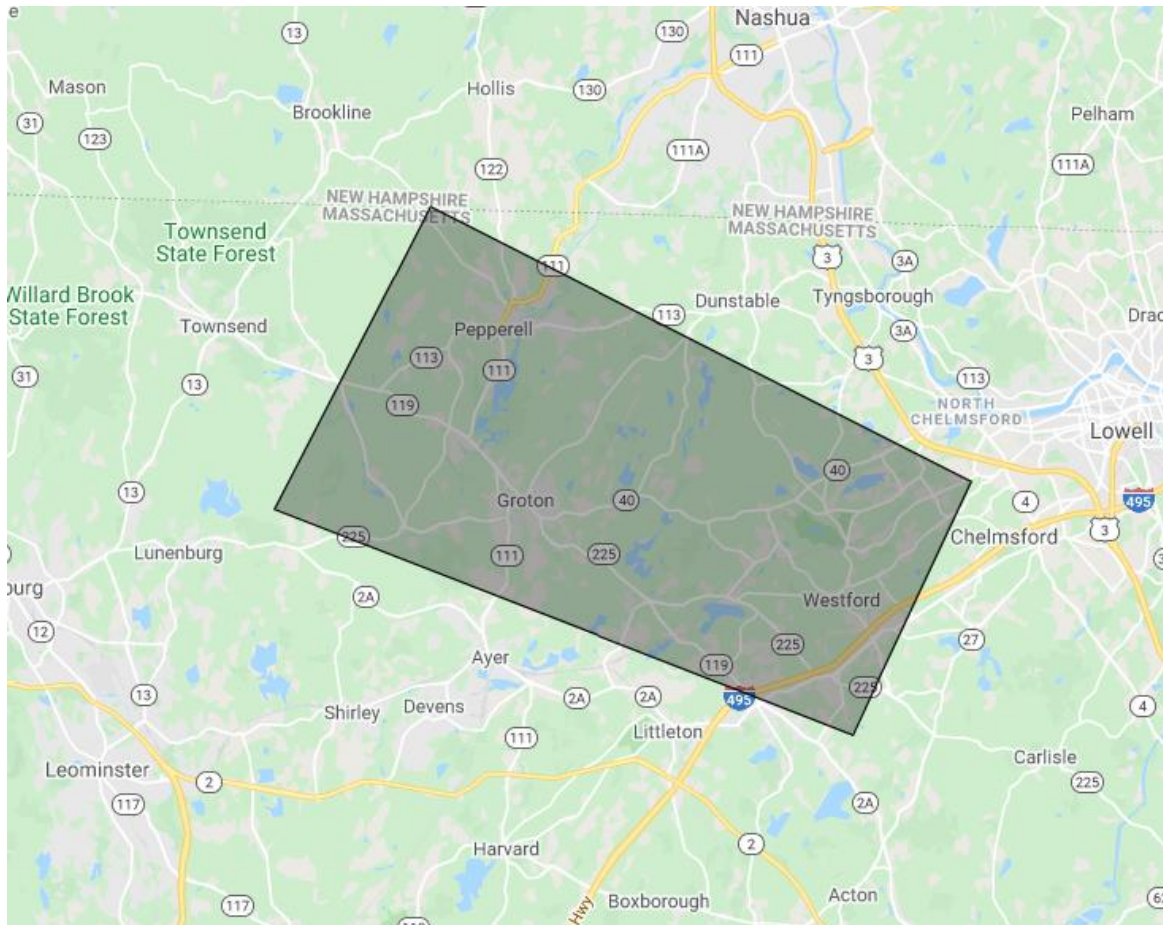 Nashua
13
130
111
Mason
Hollis
130
Brookline
31
123
Pelham
111A
111A
122
NEW HAMPSHIRE
MASSACHUSETTS
NEW HAMPSHIRE
MASSACHUSETTS
Townsend
State Forest
3
3A
111
Willard Brook
State Forest
Dunstable
Tyngsborough
113
Townsend
Pepperell
3A
113
3
31
13
111
113
119
NORTH
CHELMSFORD
Lowell
40
13
Groton
40
4
495
3
225
Chelmsford
Lunenburg
111
225
2A
Westford
12
27
225
Ayer
119
225
13
2A
2A
495
4
Shirley
Devens
Littleton
111
Carlisle
Leominster
2
225
117
2A
2
Harvard
117
Boxborough
Acton
Hwy